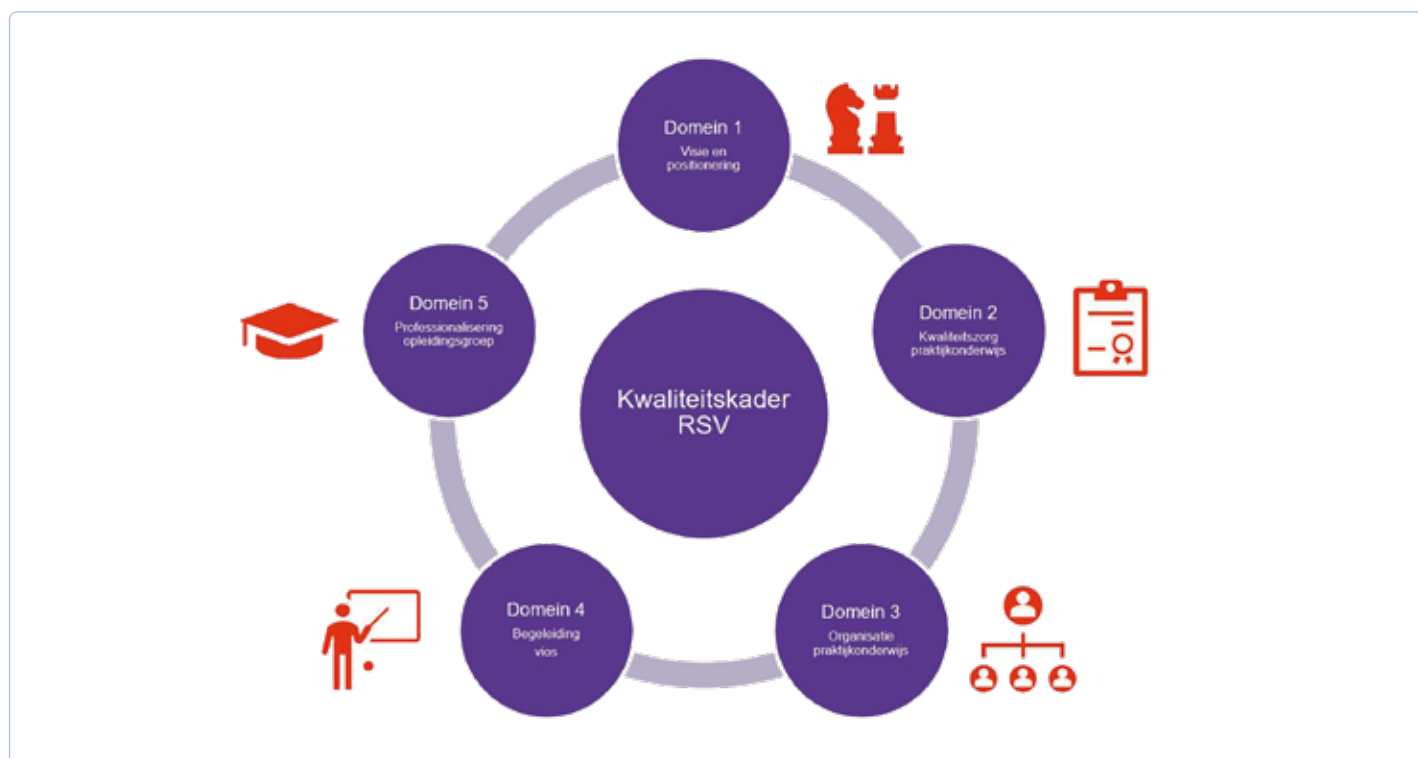 Domein 1
Visie en
positionering
Domein 5
Professionalisering
opleidingsgroep
Domein 2
Kwaliteitszorg
praktijkonderwijs
Kwaliteitskader
RSV
Domein 4
Begeleiding
vios
Domein 3
Organisatie
praktijkonderwijs